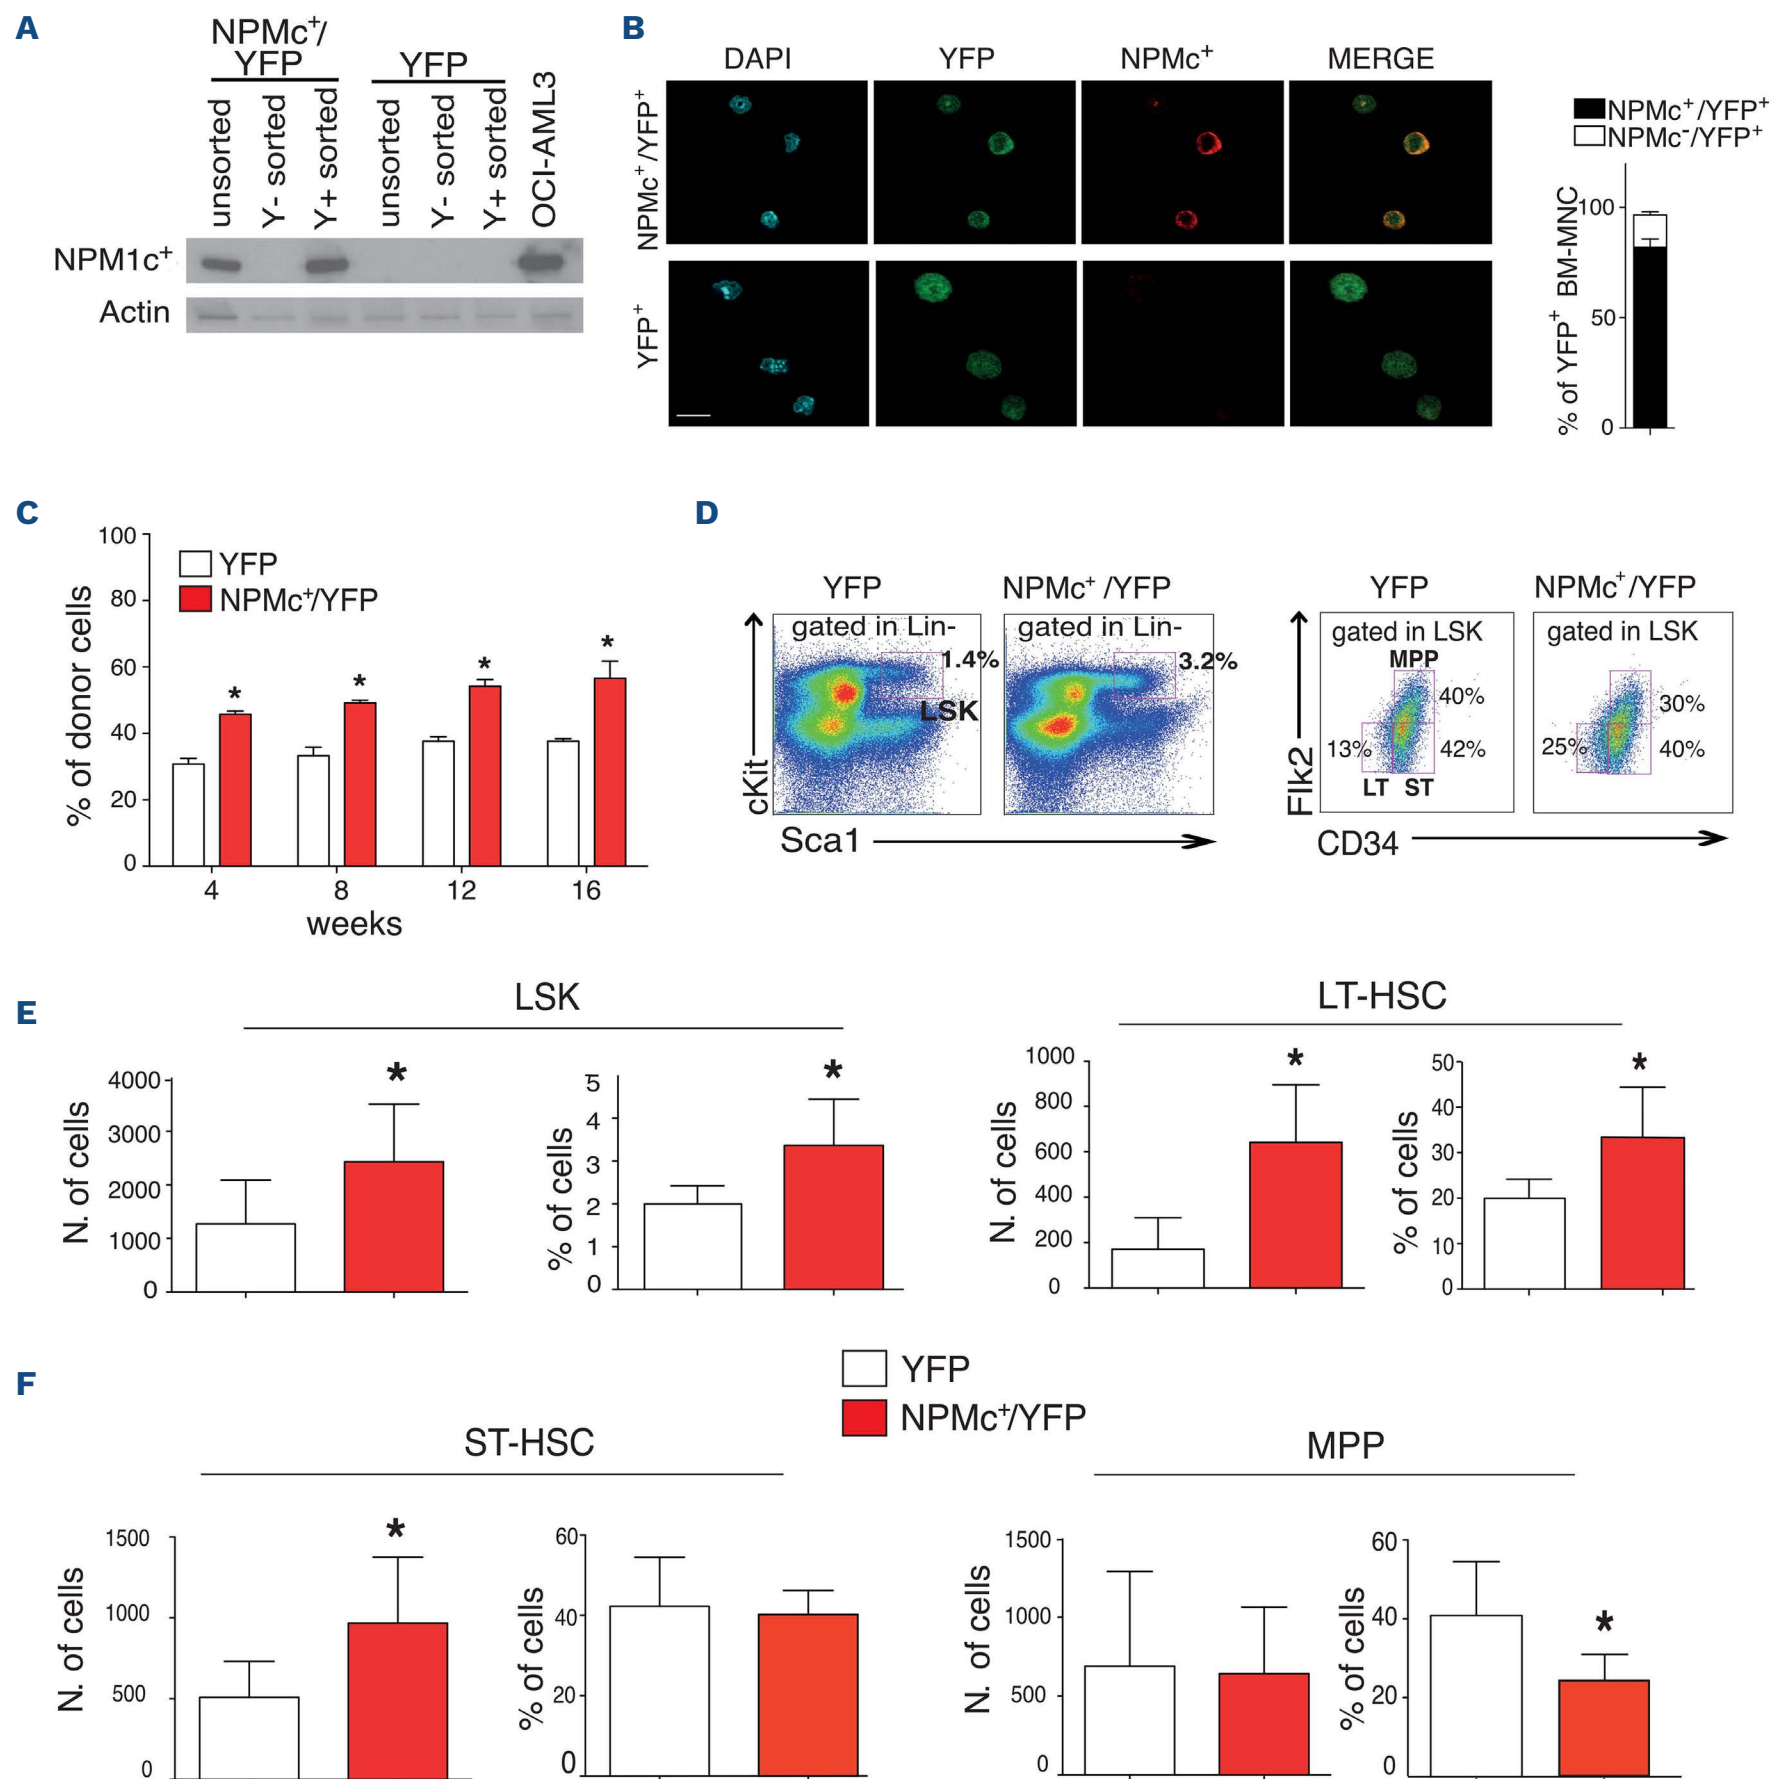 A
NPMc+/
YFP
YFP
unsorted
Y- sorted
Y+ sorted
unsorted
Y- sorted
Y+ sorted
OCI-AML3
NPM1c+
Actin
B
DAPI
YFP
NPMc+
MERGE
NPMc+/YFP+
YFP+
NPMc+/YFP+
NPMc-/YFP+
% of YFP+ BM-MNC
100
50
0
C
% of donor cells
100
80
60
40
20
0
YFP
NPMc+/YFP
*
*
*
*
4
8
12
16
weeks
D
YFP
NPMc+ /YFP
gated in Lin-
gated in Lin-
1.4%
3.2%
LSK
cKit
Sca1
YFP
NPMc+/YFP
gated in LSK
gated in LSK
MPP
40%
30%
13%
42%
25%
40%
LT ST
Flk2
CD34
E
LSK
LT-HSC
N. of cells
4000
3000
2000
1000
0
*
% of cells
5
4
3
2
1
0
*
N. of cells
1000
800
600
400
200
0
*
% of cells
50
40
30
20
10
0
*
YFP
NPMc+/YFP
F
ST-HSC
MPP
N. of cells
1500
1000
500
0
*
% of cells
60
40
20
0
N. of cells
1500
1000
500
0
% of cells
60
40
20
0
*